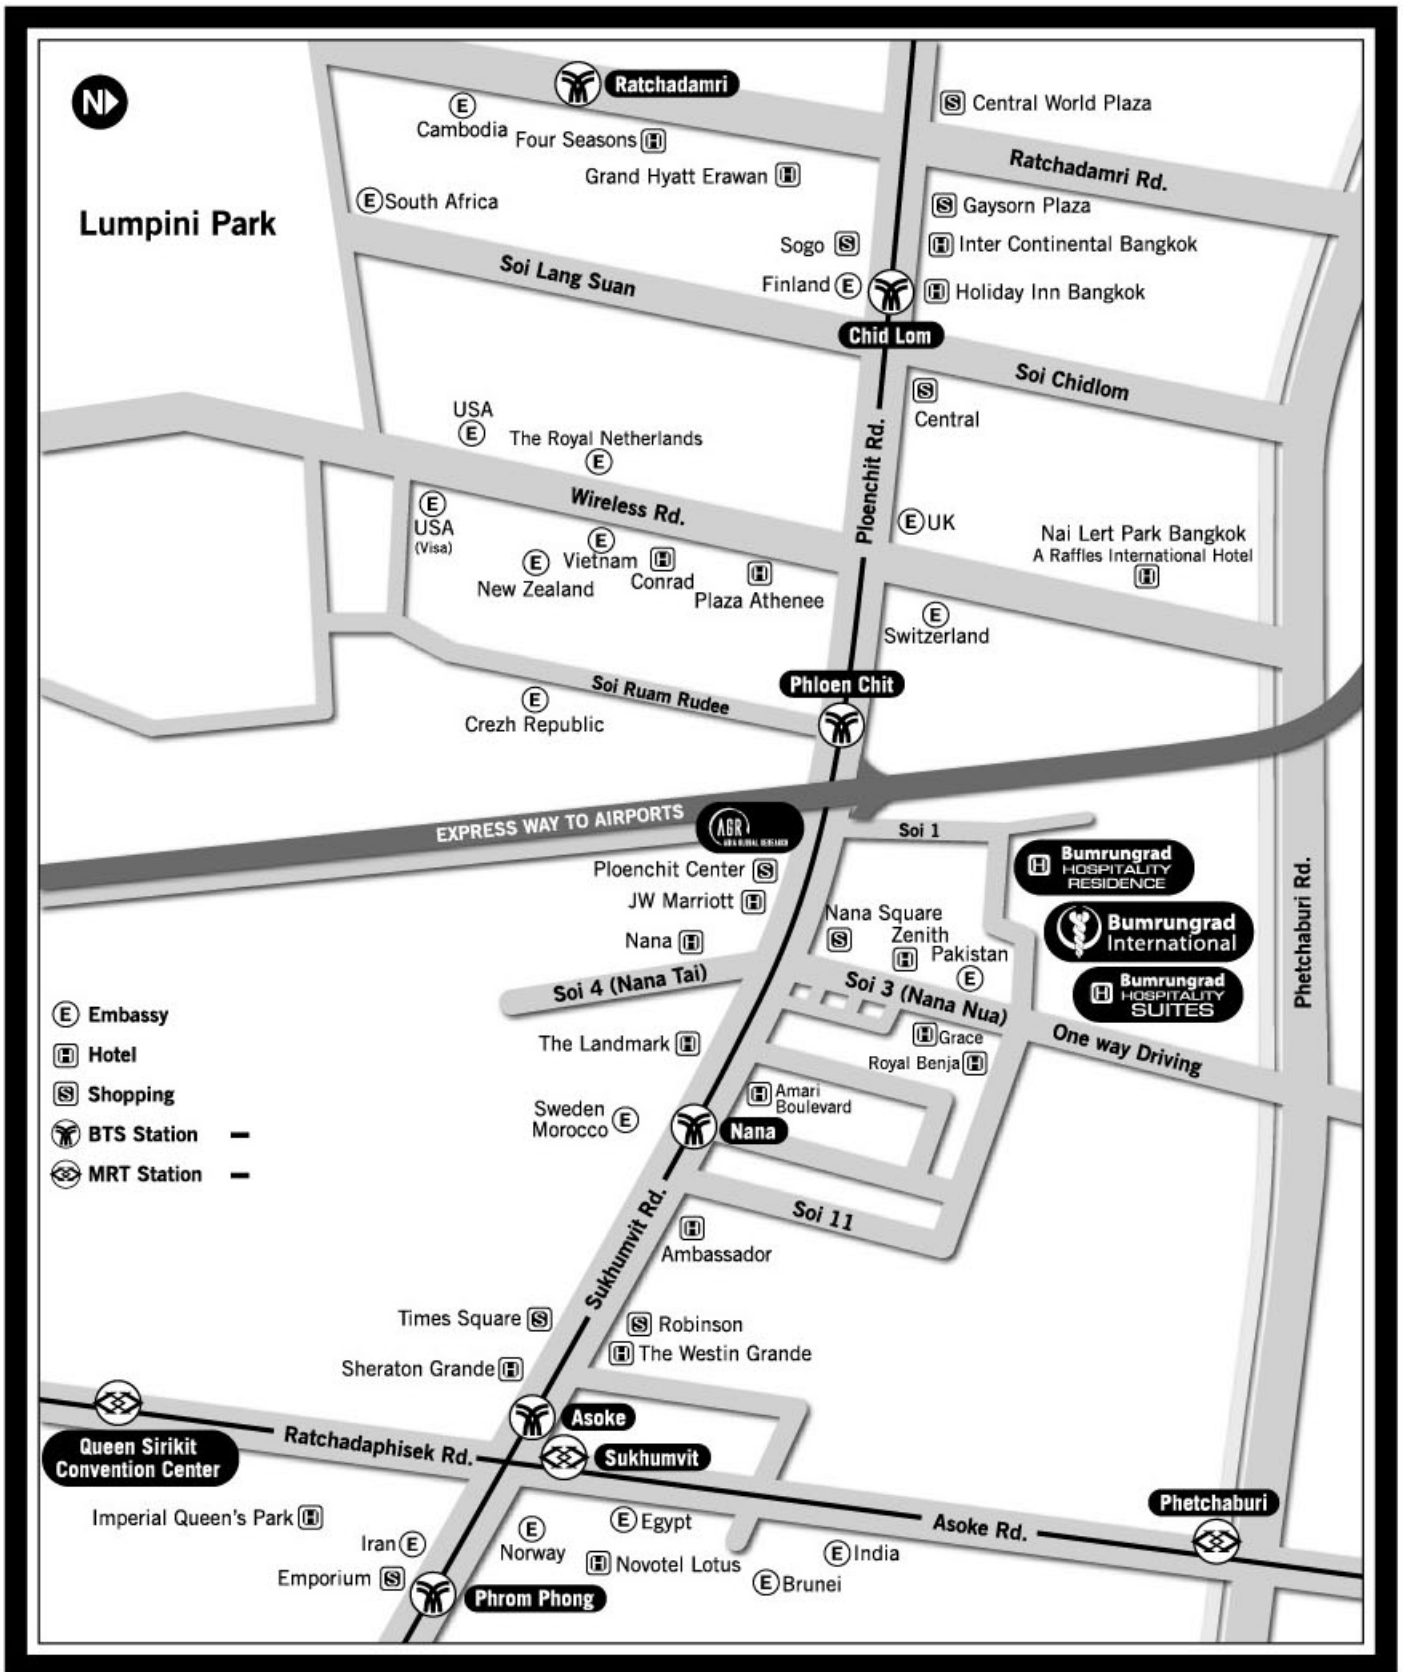 N
Ratchadamri
Central World Plaza
E
Cambodia
Four Seasons H
Grand Hyatt Erawan H
Ratchadamri Rd.
E South Africa
S Gaysorn Plaza
Lumpini Park
Sogo S
H Inter Continental Bangkok
Soi Lang Suan
Finland E
H Holiday Inn Bangkok
Chid Lom
Soi Chidlom
S
Central
USA
E
The Royal Netherlands
E
Ploenchit Rd.
Wireless Rd.
E
USA
(Visa)
E UK
Nai Lert Park Bangkok
A Raffles International Hotel
H
E
Vietnam
E
New Zealand
H
Conrad
H
Plaza Athenee
E
Switzerland
Phloen Chit
Soi Ruam Rudee
E
Crezh Republic
EXPRESS WAY TO AIRPORTS
AGR
ASIA GLOBAL RESEARCH
Soi 1
Ploenchit Center S
JW Marriott H
Nana H
H Bumrungrad
HOSPITALITY
RESIDENCE
Bumrungrad
International
H Bumrungrad
HOSPITALITY
SUITES
Phetchaburi Rd.
Nana Square
S
Zenith
H
Pakistan
E
Soi 4 (Nana Tai)
Soi 3 (Nana Nua)
One way Driving
E Embassy
H Hotel
S Shopping
BTS Station
MRT Station
The Landmark H
H Grace
Royal Benja H
H Amari
Boulevard
Sweden
Morocco E
Nana
Sukhumvit Rd.
Soi 11
H
Ambassador
Times Square S
S Robinson
Sheraton Grande H
H The Westin Grande
Asoke
Queen Sirikit
Convention Center
Ratchadaphisek Rd.
Sukhumvit
Phetchaburi
Imperial Queen's Park H
E Egypt
Asoke Rd.
Iran E
E
Norway
H Novotel Lotus
E India
Emporium S
E Brunei
Phrom Phong